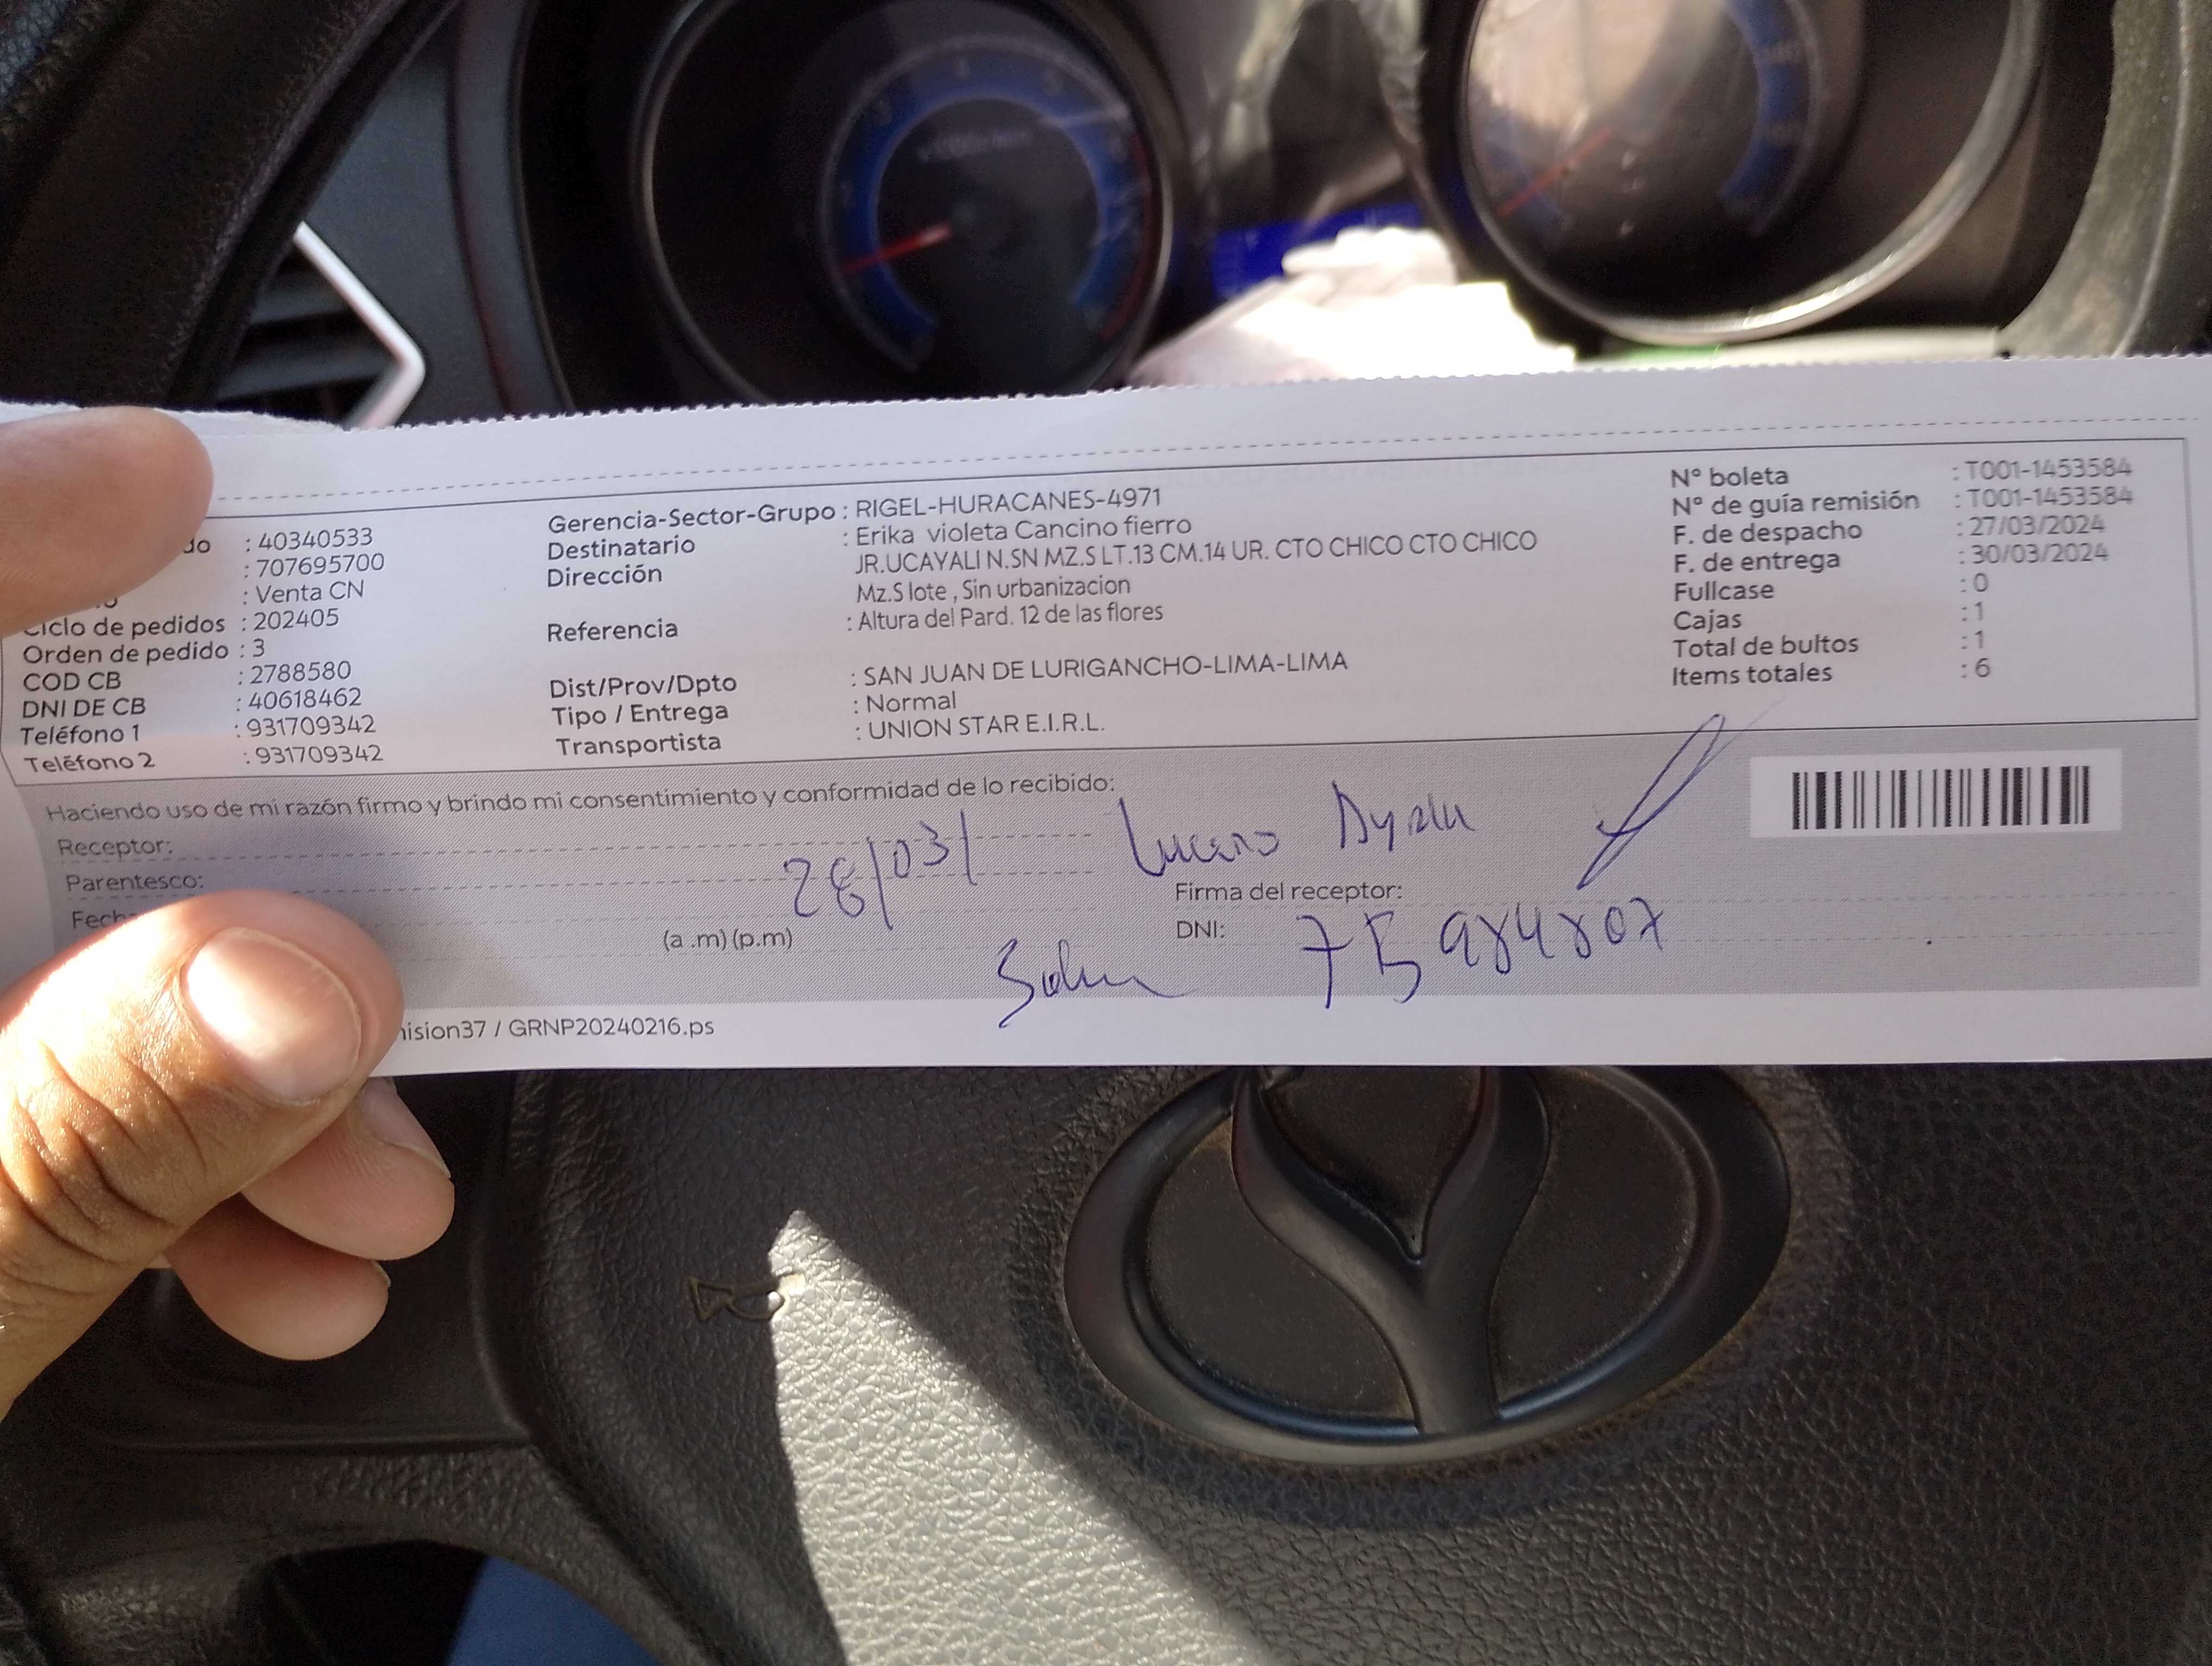 do : 40340533
: 707695700
: Venta CN
Ciclo de pedidos : 202405
Orden de pedido : 3
COD CB : 2788580
DNI DE CB : 40618462
Teléfono 1 : 931709342
Teléfono 2 : 931709342
Gerencia-Sector-Grupo : RIGEL-HURACANES-4971
Destinatario : Erika violeta Cancino fierro
Dirección JR.UCAYALI N.SN MZ.S LT.13 CM.14 UR. CTO CHICO CTO CHICO
Mz.S lote , Sin urbanizacion
Referencia : Altura del Pard. 12 de las flores
Dist/Prov/Dpto : SAN JUAN DE LURIGANCHO-LIMA-LIMA
Tipo / Entrega : Normal
Transportista : UNION STAR E.I.R.L.
N° boleta : T001-1453584
N° de guía remisión : T001-1453584
F. de despacho : 27/03/2024
F. de entrega : 30/03/2024
Fullcase : 0
Cajas : 1
Total de bultos : 1
Items totales : 6
Haciendo uso de mi razón firmo y brindo mi consentimiento y conformidad de lo recibido:
Receptor:
Parentesco:
Fech
28/03/
(a .m) (p.m)
Lucero Ayala
Firma del receptor:
DNI: 75984807
ision37 / GRNP20240216.ps